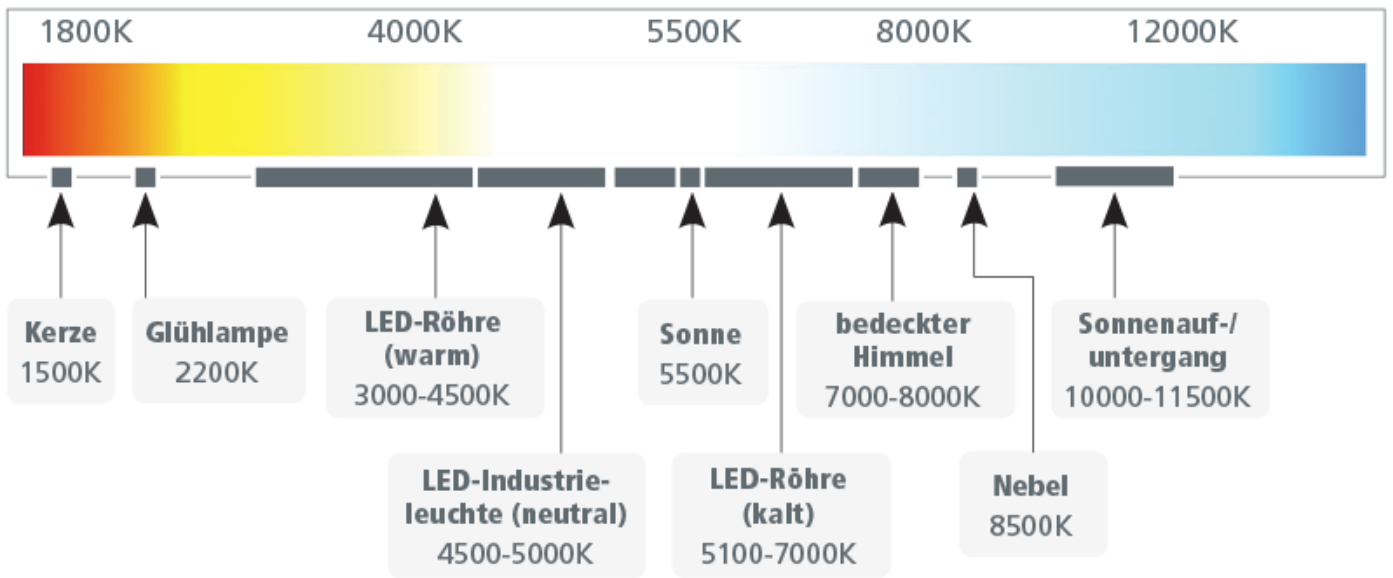 1800K
4000K
5500K
8000K
12000K
Kerze
1500K
Glühlampe
2200K
LED-Röhre
(warm)
3000-4500K
Sonne
5500K
bedeckter
Himmel
7000-8000K
Sonnenauf-/
untergang
10000-11500K
LED-Industrie-
leuchte (neutral)
4500-5000K
LED-Röhre
(kalt)
5100-7000K
Nebel
8500K